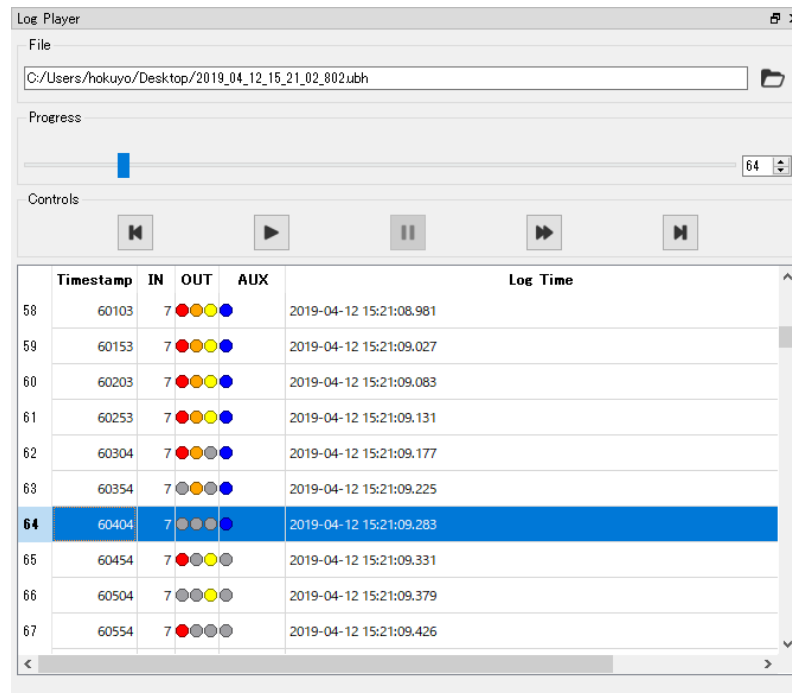 Log Player
File
C:/Users/hokuyo/Desktop/2019_04_12_15_21_02_802.ubh
Progress
64
Controls
Timestamp IN OUT AUX Log Time
58 60103 7 2019-04-12 15:21:08.981
59 60153 7 2019-04-12 15:21:09.027
60 60203 7 2019-04-12 15:21:09.083
61 60253 7 2019-04-12 15:21:09.131
62 60304 7 2019-04-12 15:21:09.177
63 60354 7 2019-04-12 15:21:09.225
64 60404 7 2019-04-12 15:21:09.283
65 60454 7 2019-04-12 15:21:09.331
66 60504 7 2019-04-12 15:21:09.379
67 60554 7 2019-04-12 15:21:09.426